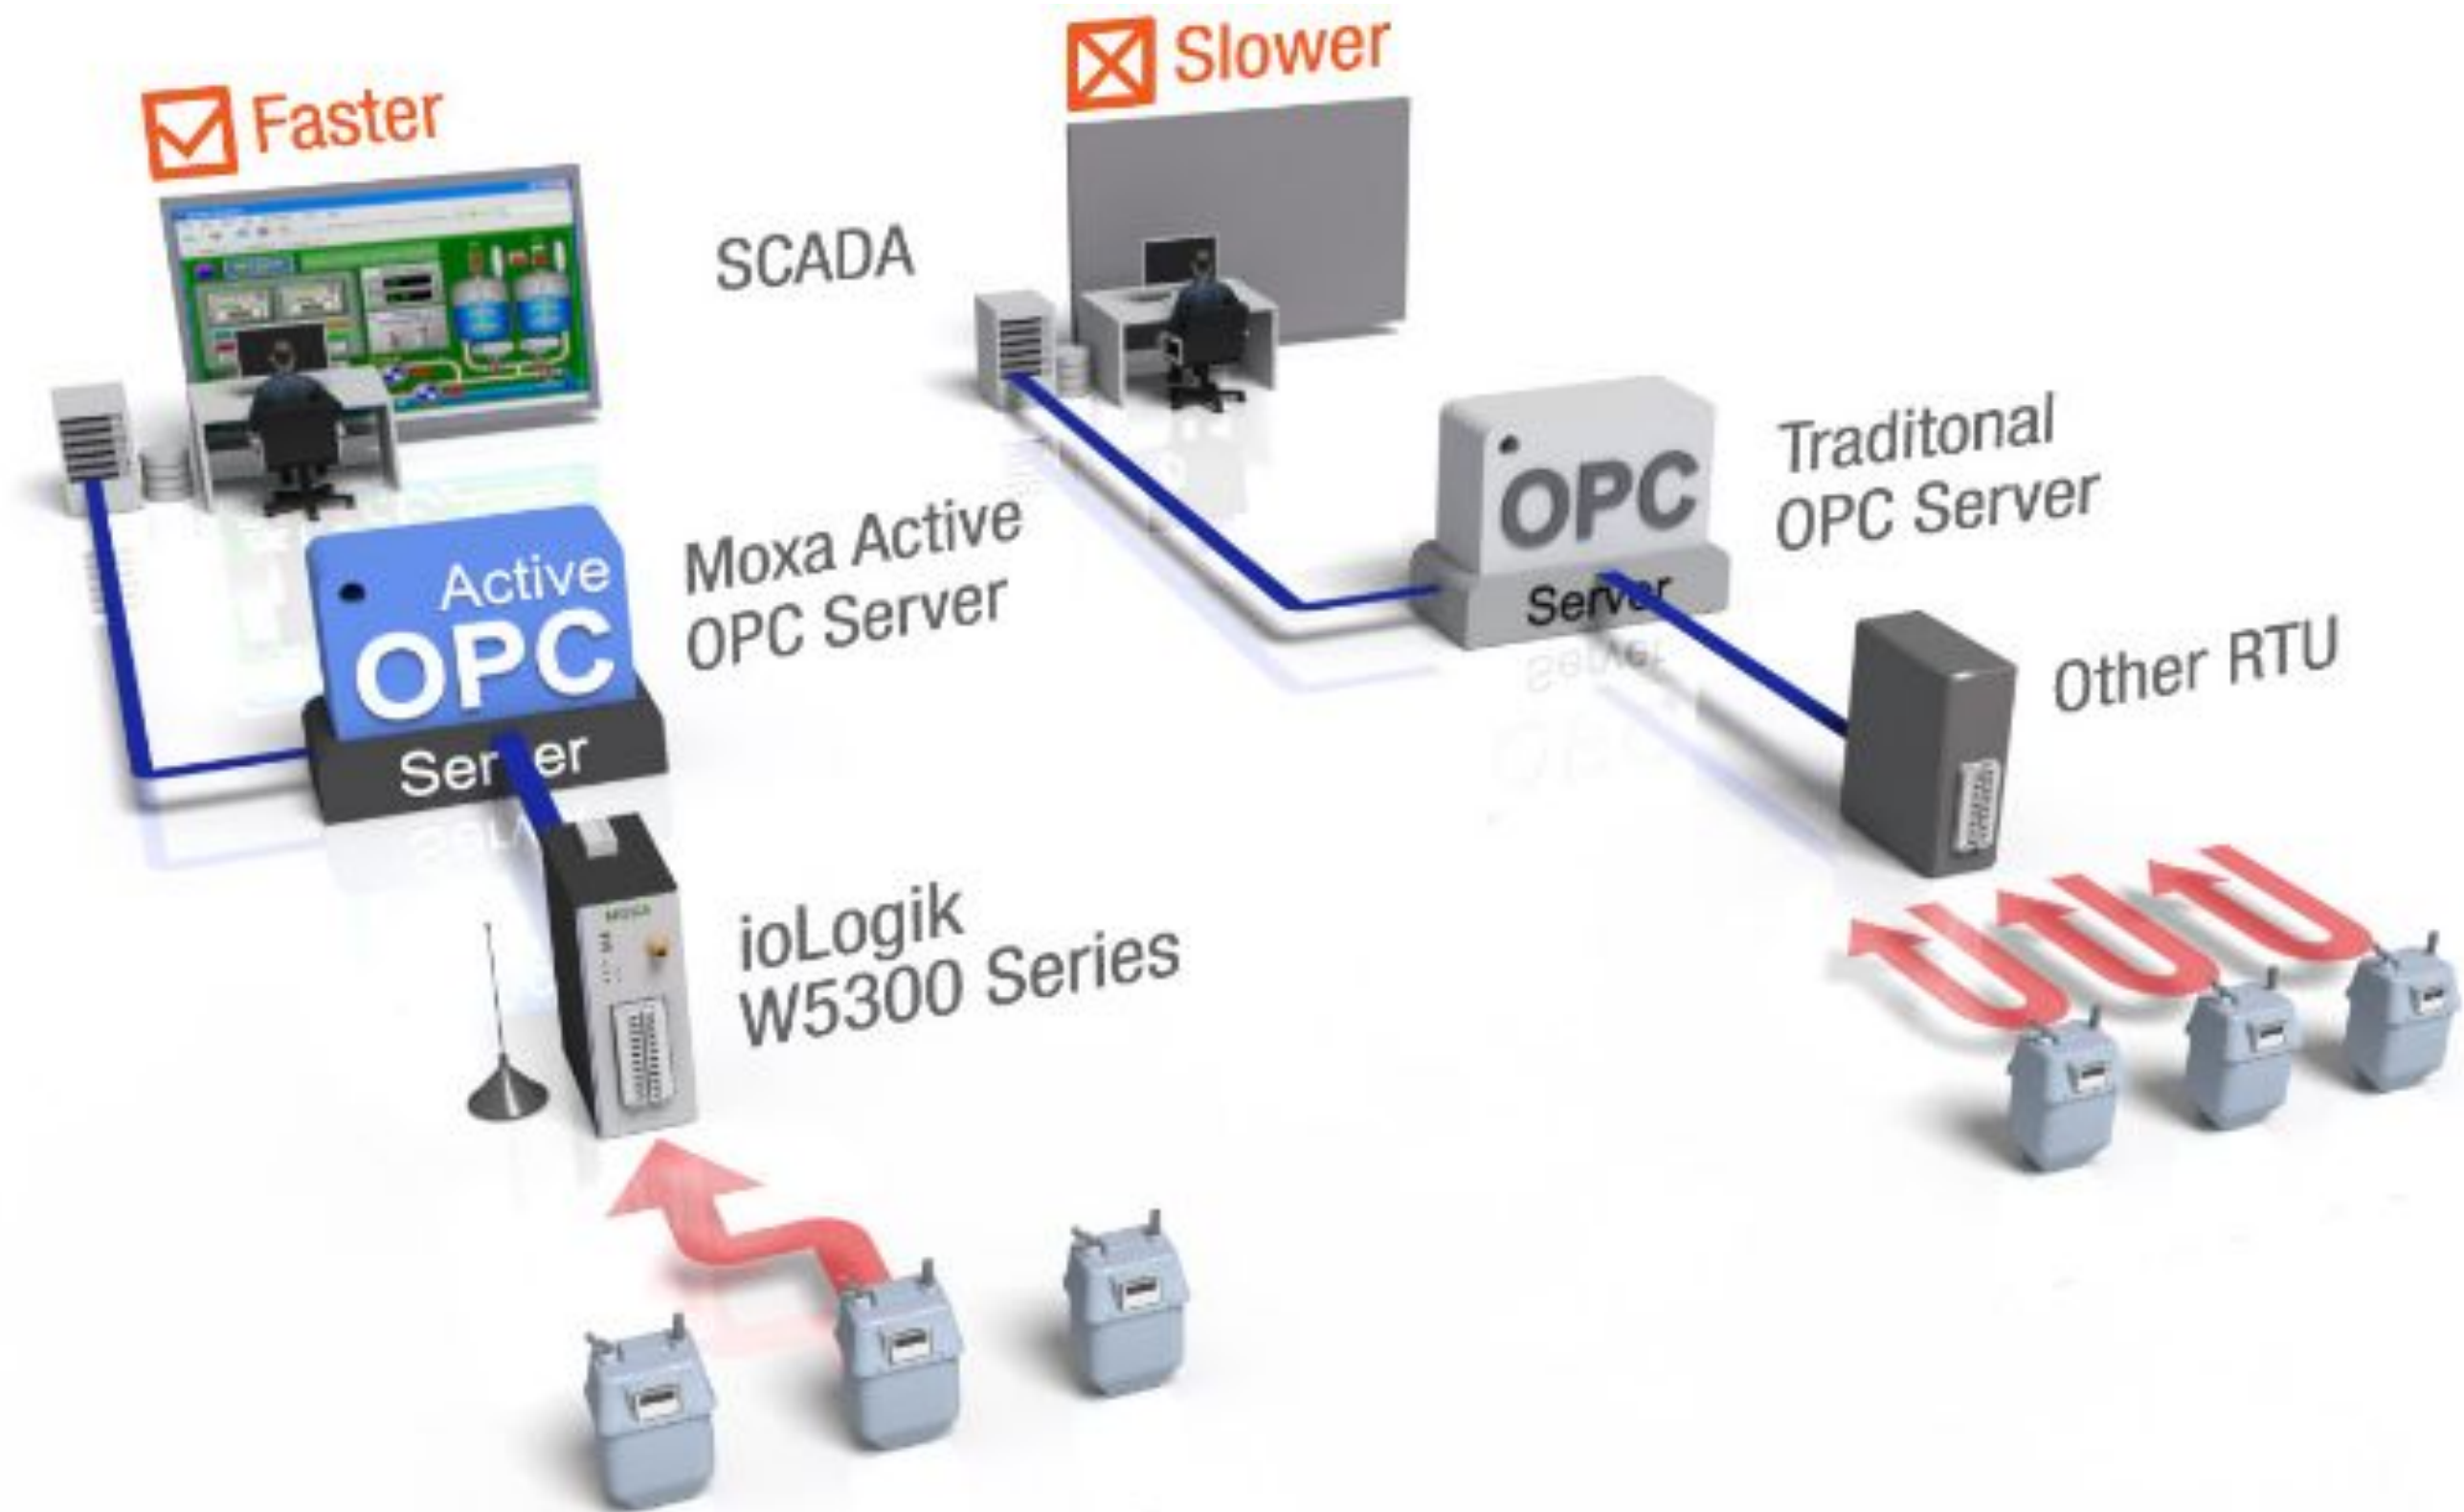 Faster
Slower
SCADA
Active
OPC
Server
Moxa Active
OPC Server
OPC
Server
Traditonal
OPC Server
Other RTU
MOXA
ioLogik
W5300 Series